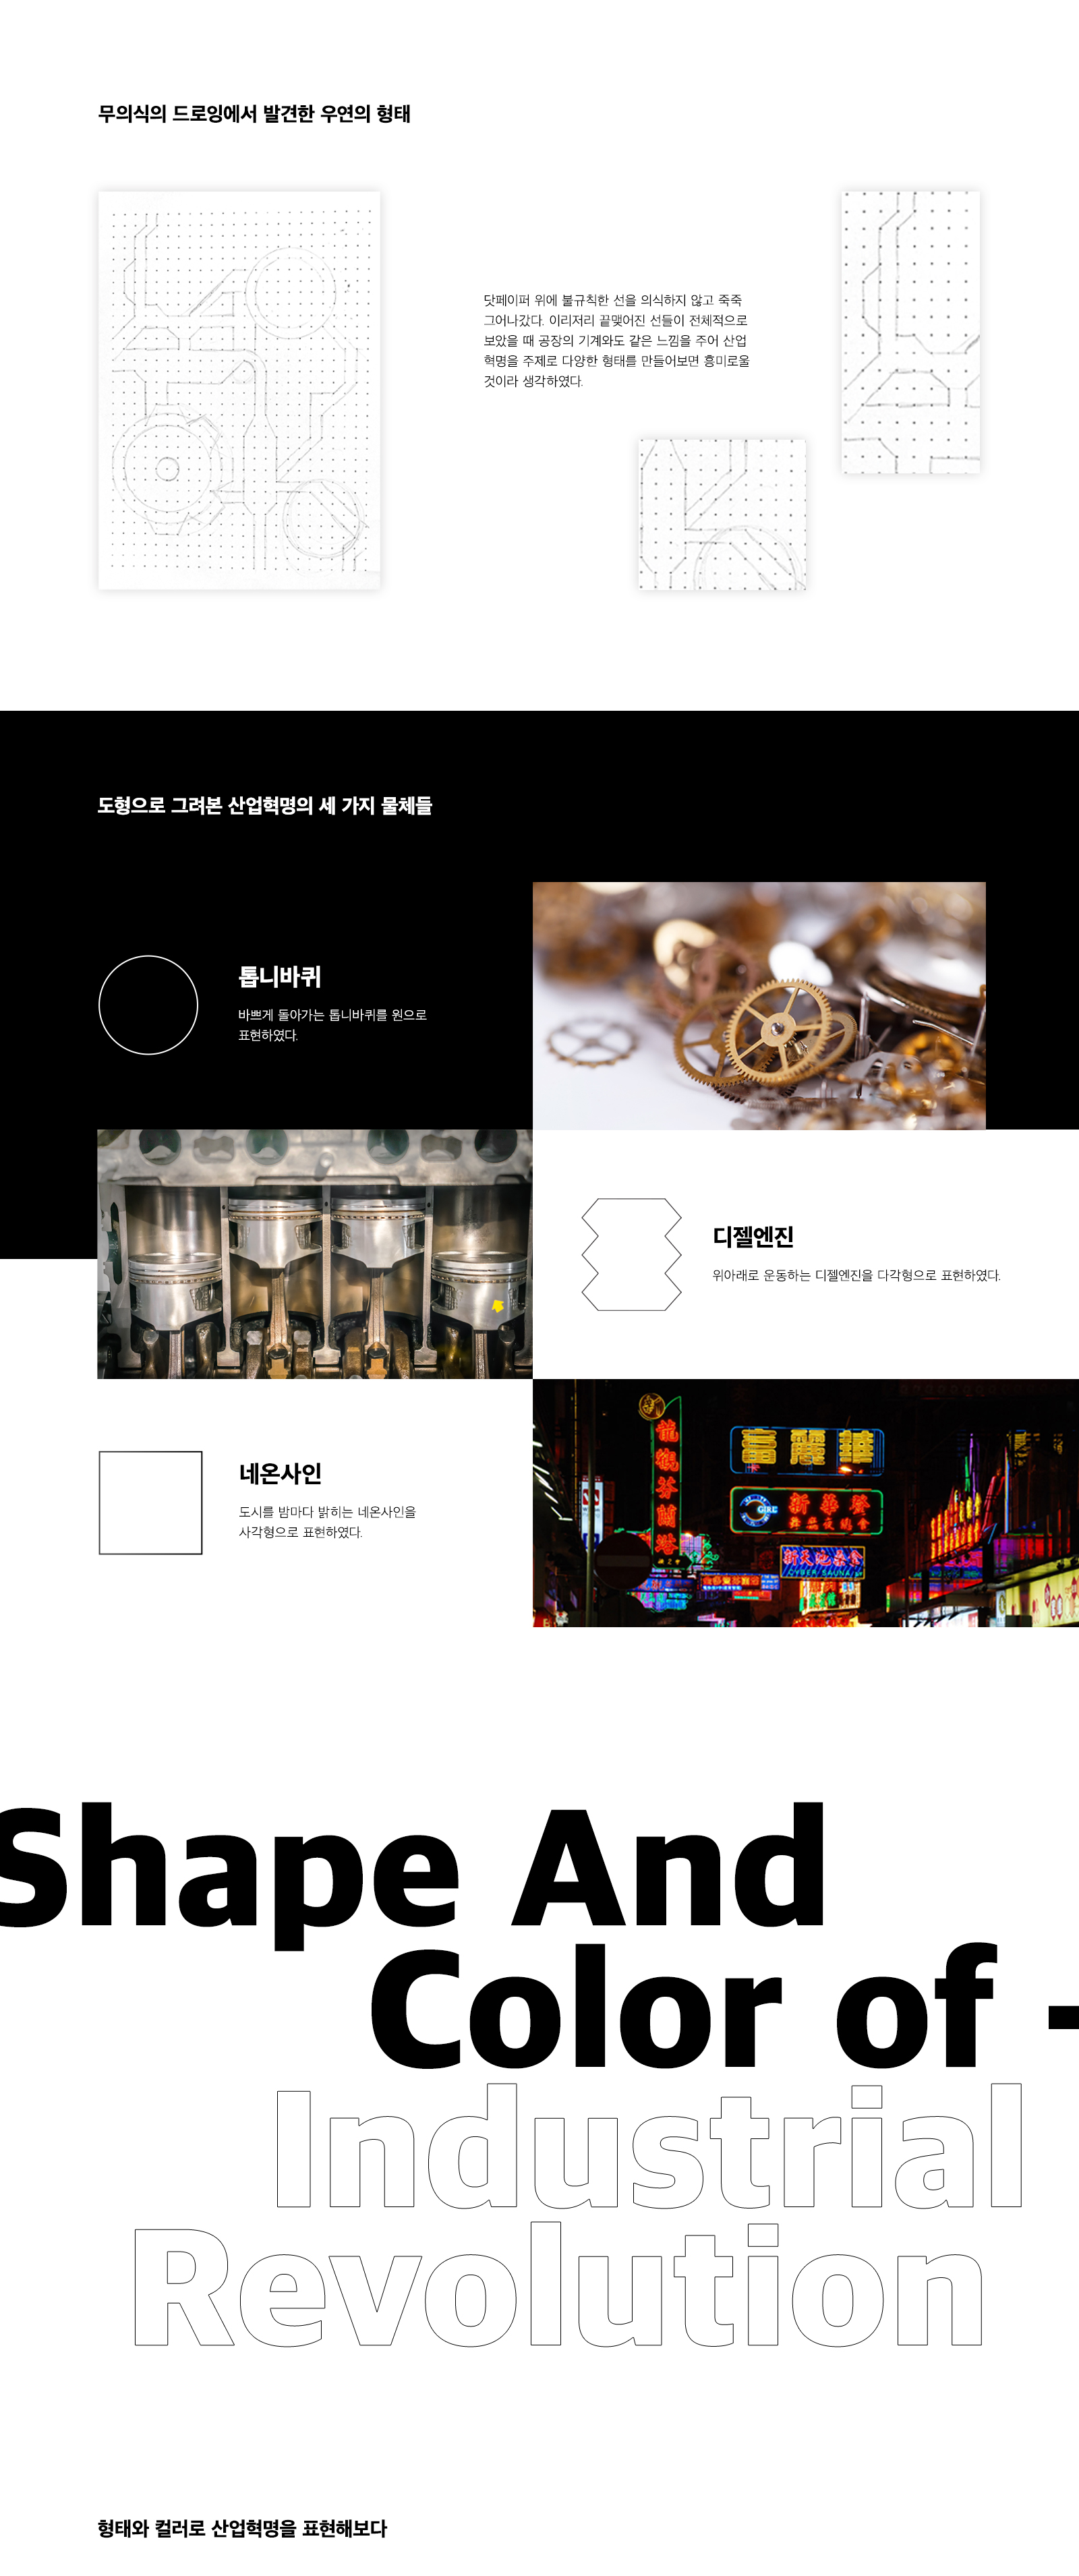 무의식의 드로잉에서 발견한 우연의 형태
닷페이퍼 위에 불규칙한 선을 의식하지 않고 죽죽
그어나갔다. 이리저리 끝맺어진 선들이 전체적으로
보았을 때 공장의 기계와도 같은 느낌을 주어 산업
혁명을 주제로 다양한 형태를 만들어보면 흥미로울
것이라 생각하였다.
도형으로 그려본 산업혁명의 세 가지 물체들
톱니바퀴
바쁘게 돌아가는 톱니바퀴를 원으로
표현하였다.
디젤엔진
위아래로 운동하는 디젤엔진을 다각형으로 표현하였다.
네온사인
도시를 밤마다 밝히는 네온사인을
사각형으로 표현하였다.
富麗華
GIRL
新華登
CYBER SAUNA
Shape And
Color of -
Industrial
Revolution
형태와 컬러로 산업혁명을 표현해보다